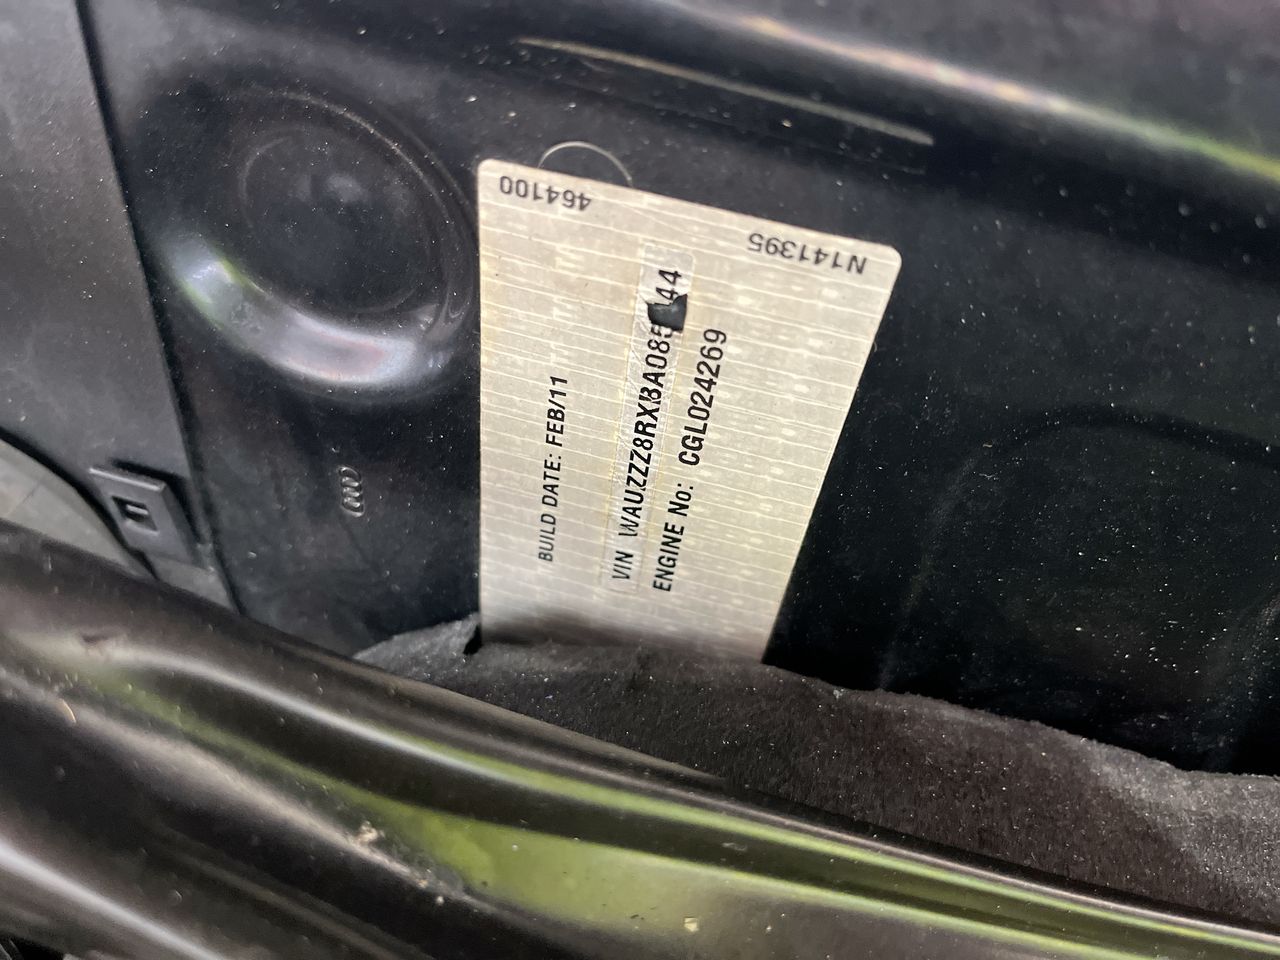 464100
N141395
BUILD DATE: FEB/11
VIN
ENGINE No: CGL024269